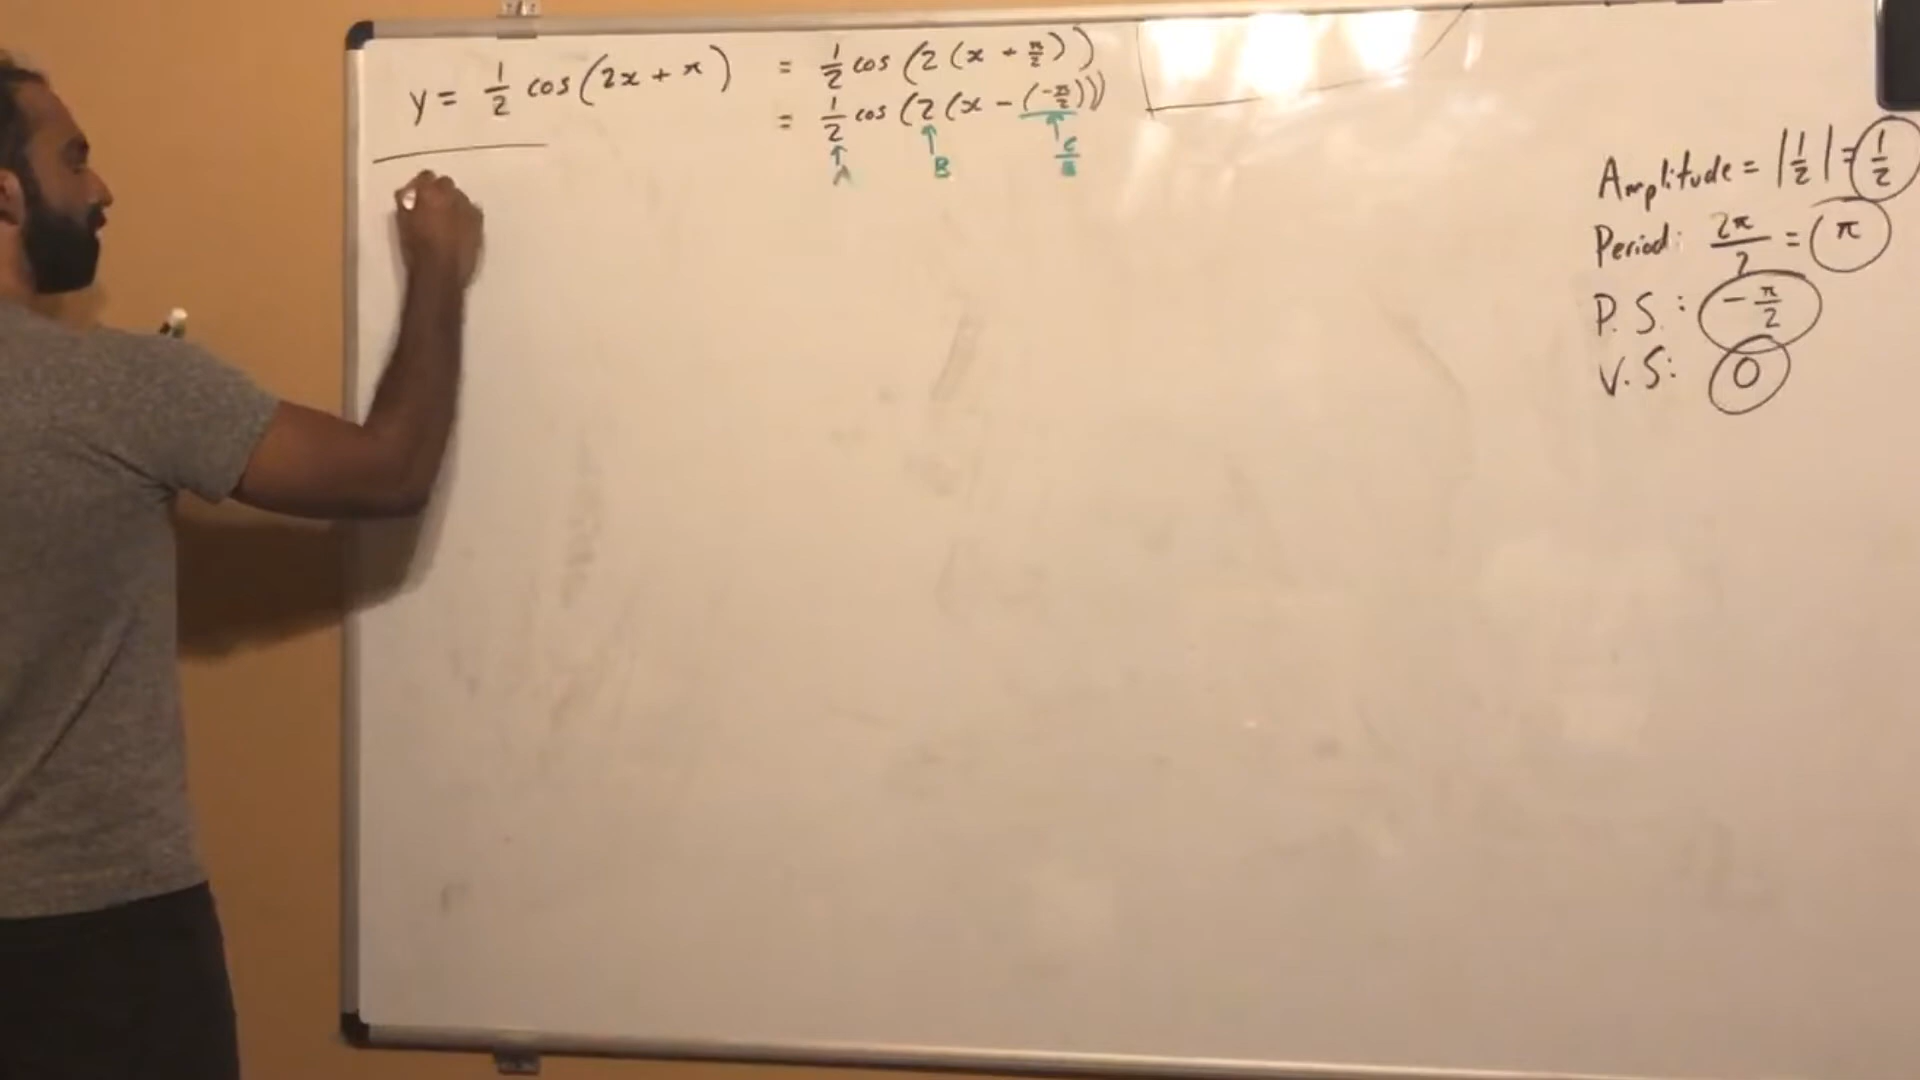 y = 1/2 cos(2x + π) = 1/2 cos(2(x + π/2))
= 1/2 cos(2(x - (-π/2)))
A B C/B
Amplitude = |1/2| = 1/2
Period: 2π/2 = π
P. S.: -π/2
V. S: 0